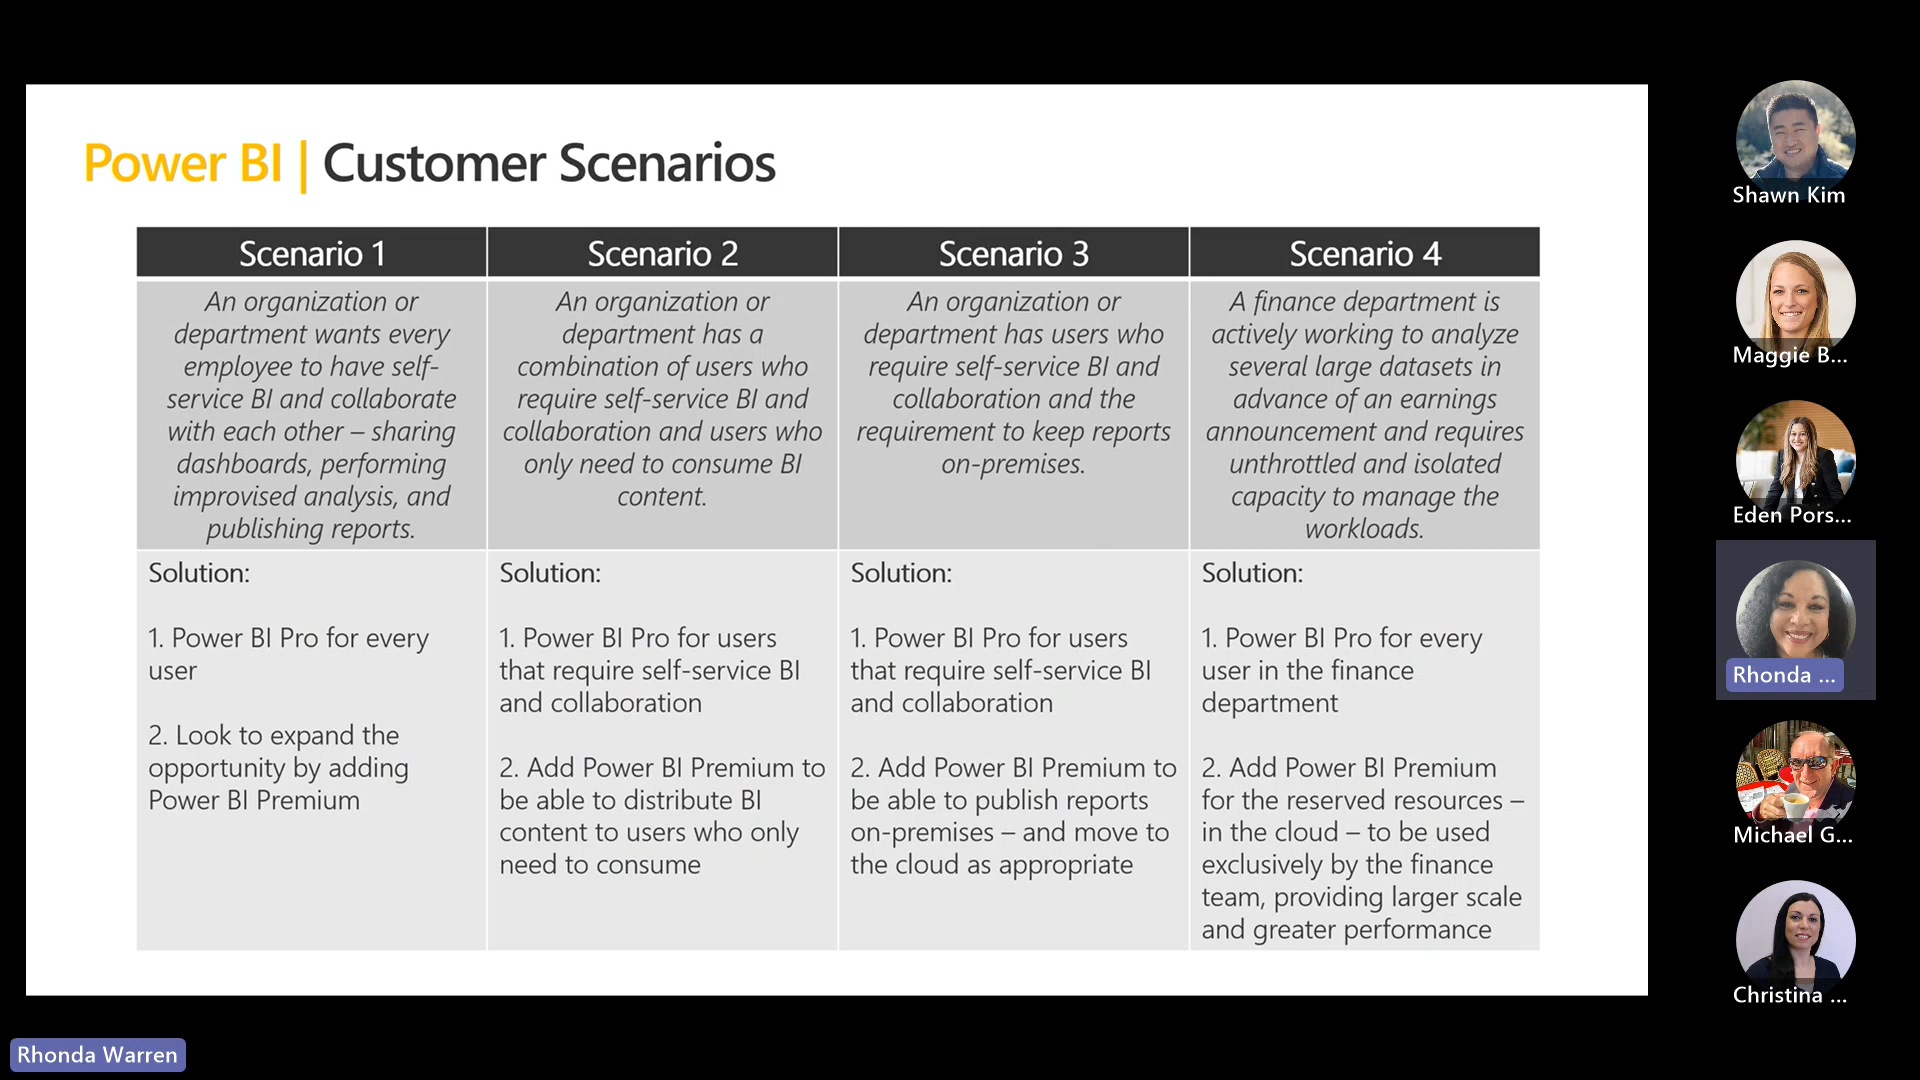 Power BI | Customer Scenarios
Scenario 1
An organization or
department wants every
employee to have self-
service BI and collaborate
with each other – sharing
dashboards, performing
improvised analysis, and
publishing reports.
Solution:
1. Power BI Pro for every
user
2. Look to expand the
opportunity by adding
Power BI Premium
Scenario 2
An organization or
department has a
combination of users who
require self-service BI and
collaboration and users who
only need to consume BI
content.
Solution:
1. Power BI Pro for users
that require self-service BI
and collaboration
2. Add Power BI Premium to
be able to distribute BI
content to users who only
need to consume
Scenario 3
An organization or
department has users who
require self-service BI and
collaboration and the
requirement to keep reports
on-premises.
Solution:
1. Power BI Pro for users
that require self-service BI
and collaboration
2. Add Power BI Premium to
be able to publish reports
on-premises – and move to
the cloud as appropriate
Scenario 4
A finance department is
actively working to analyze
several large datasets in
advance of an earnings
announcement and requires
unthrottled and isolated
capacity to manage the
workloads.
Solution:
1. Power BI Pro for every
user in the finance
department
2. Add Power BI Premium
for the reserved resources –
in the cloud – to be used
exclusively by the finance
team, providing larger scale
and greater performance
Shawn Kim
Maggie B...
Eden Pors...
Rhonda ...
Michael G...
Christina ...
Rhonda Warren